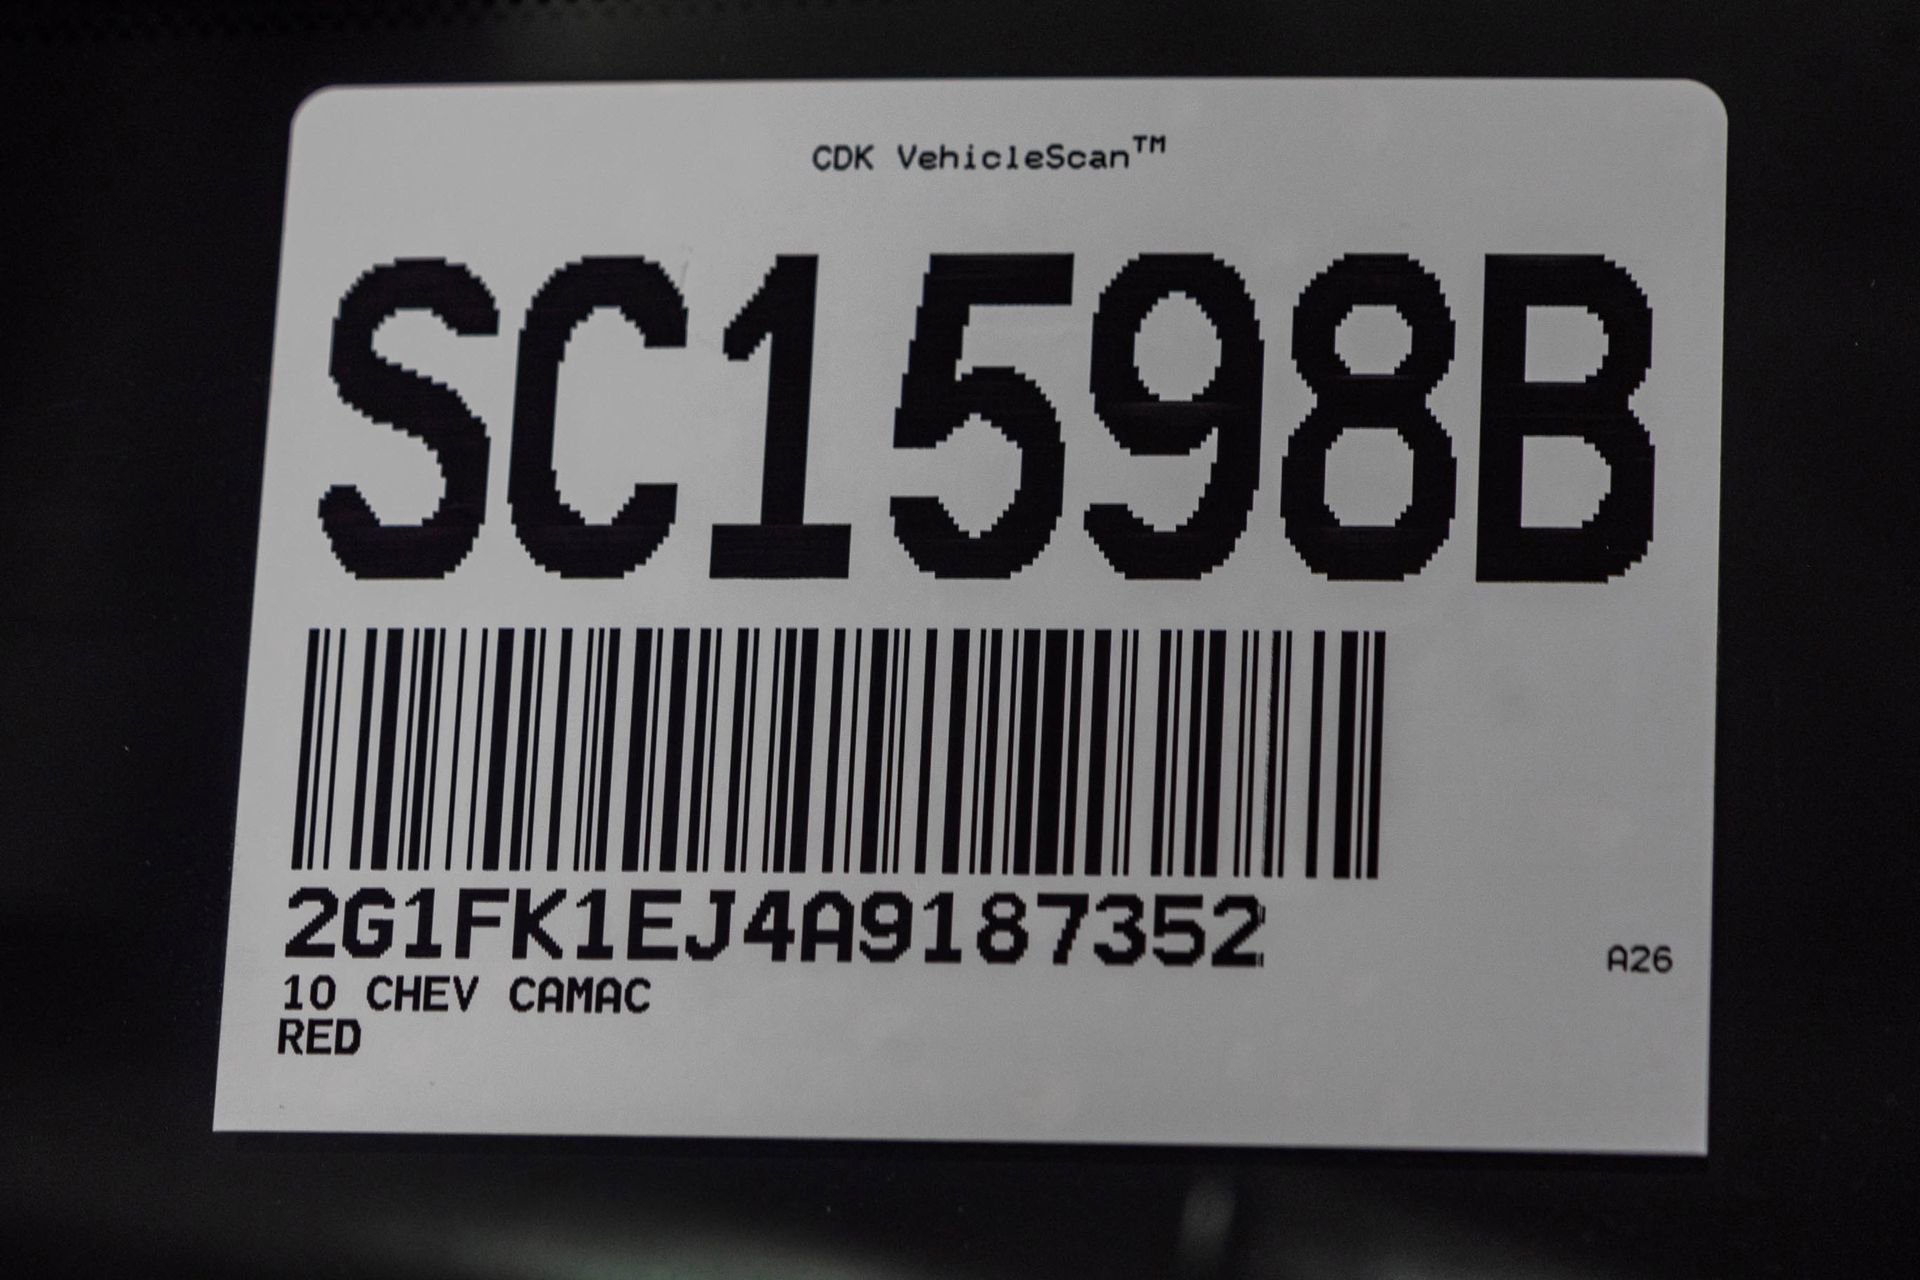 CDK VehicleScan™
SC1598B
2G1FK1EJ4A9187352
A26
10 CHEV CAMAC
RED